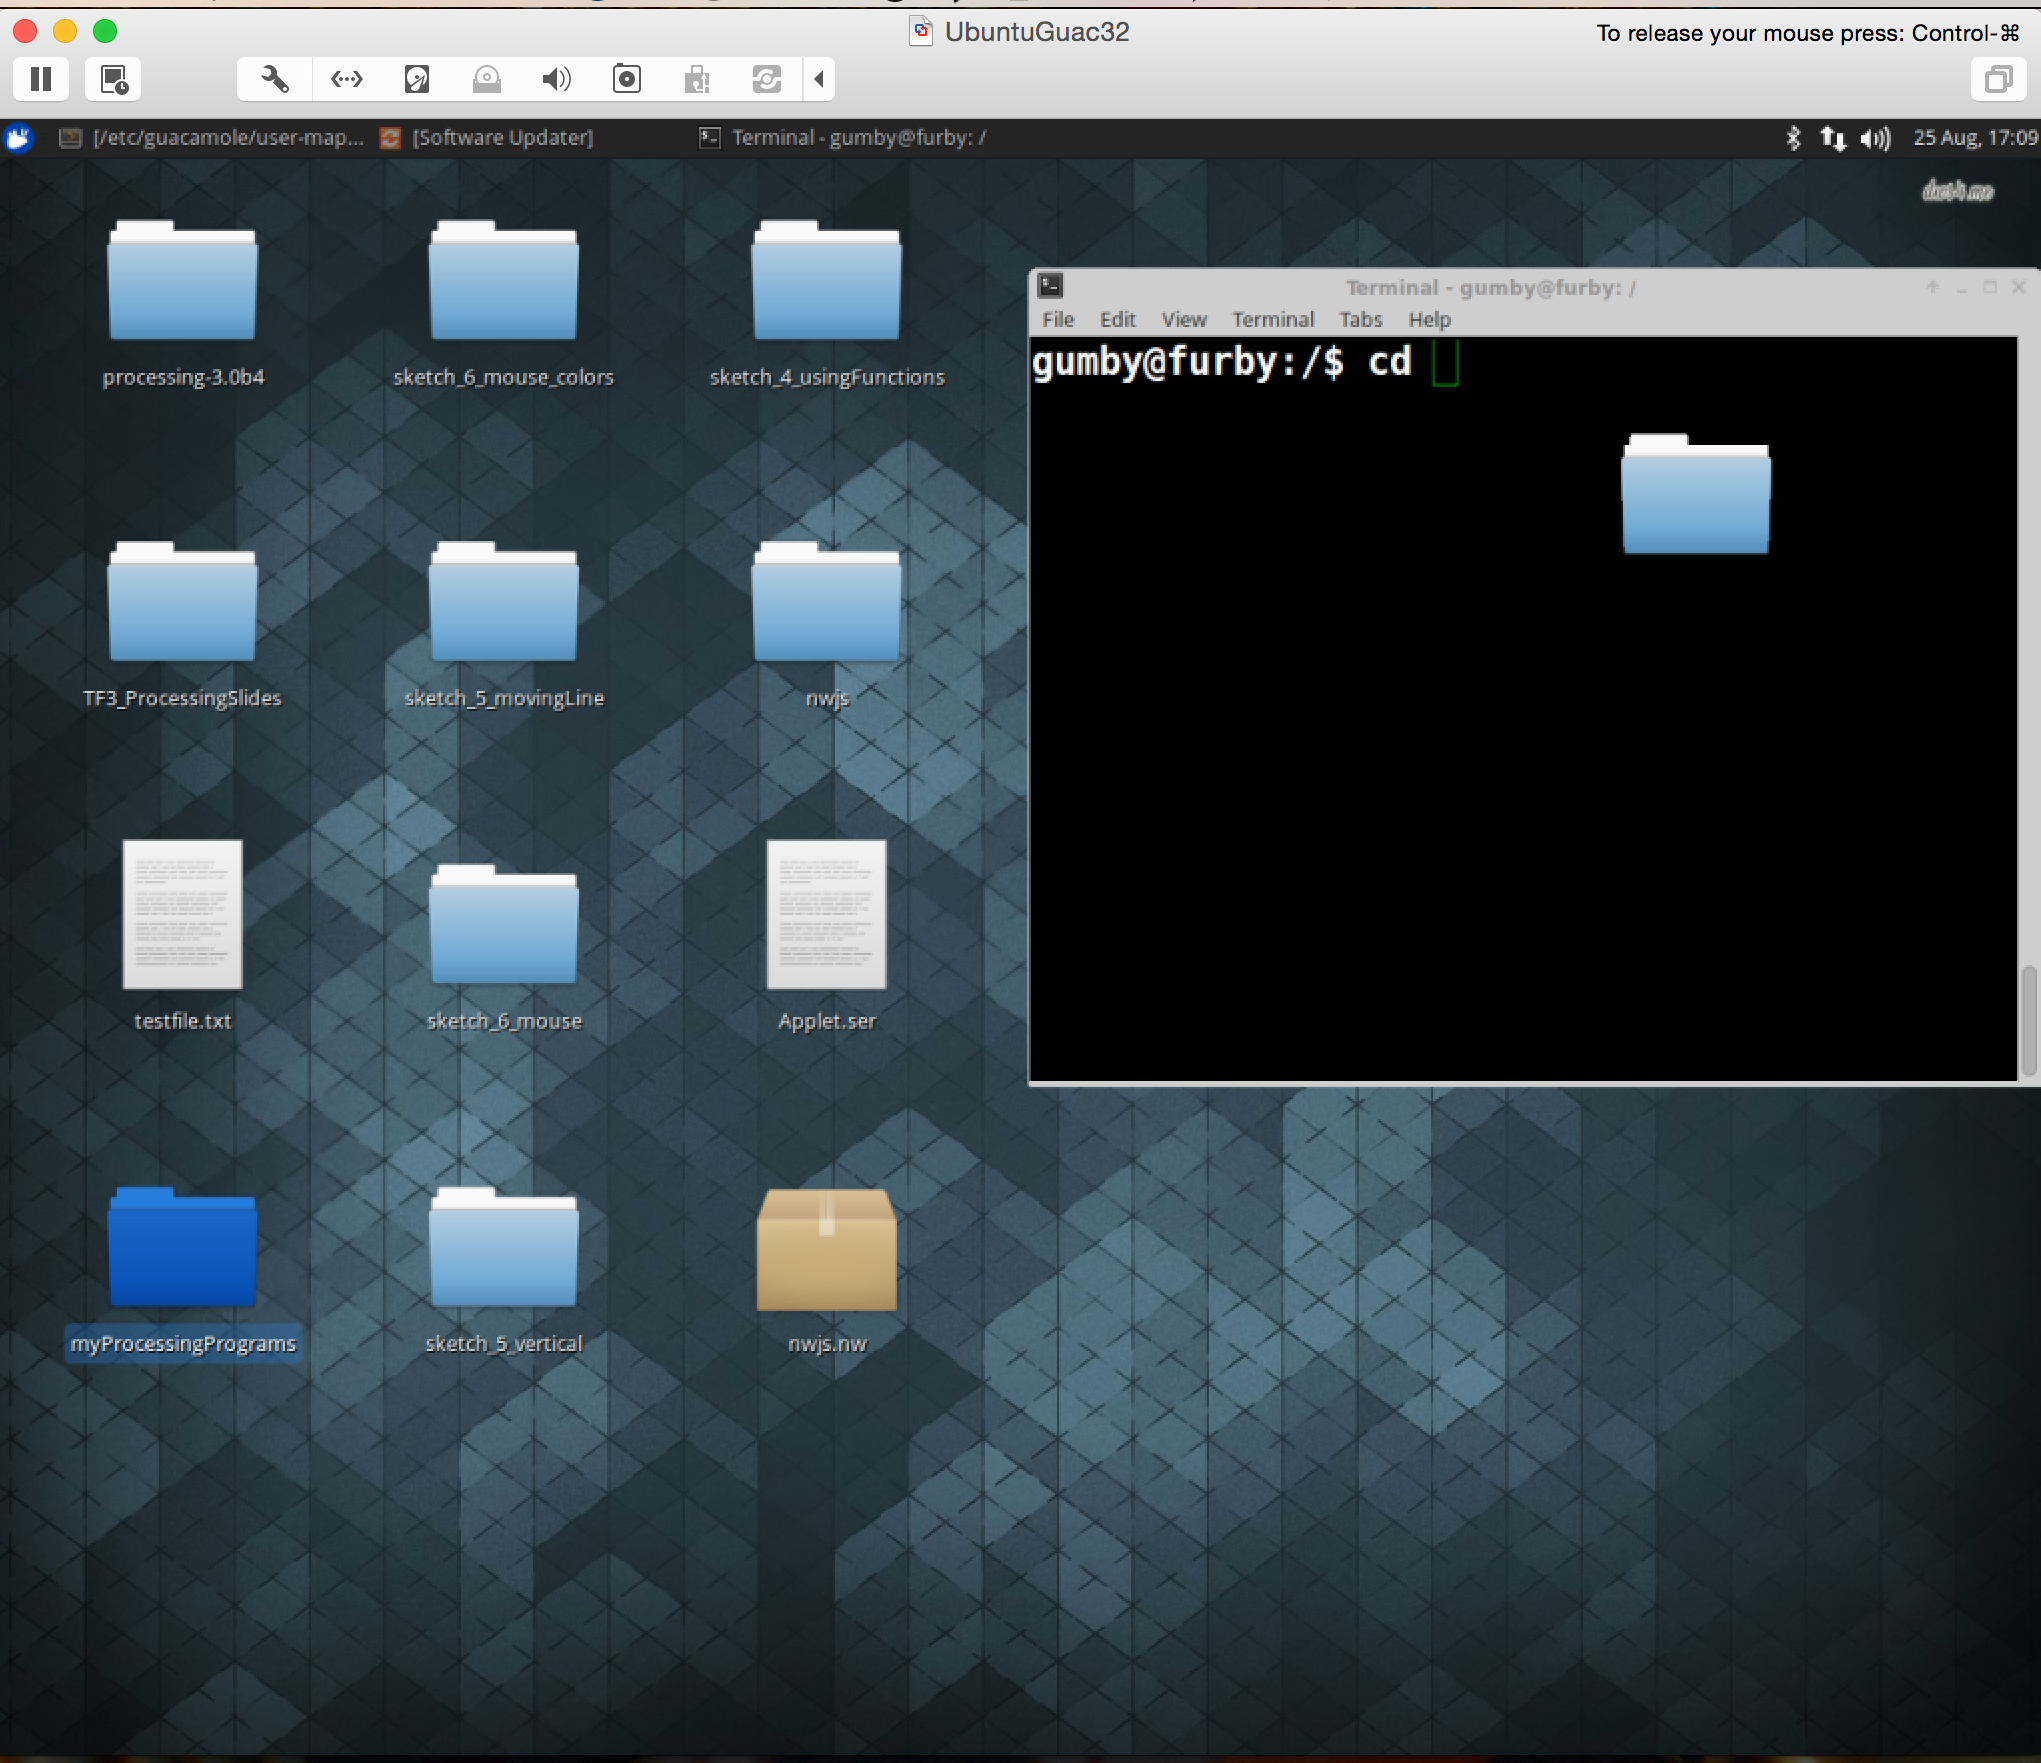 UbuntuGuac32
To release your mouse press: Control-⌘
[/etc/guacamole/user-map... [Software Updater] Terminal - gumby@furby: / 25 Aug, 17:09
processing-3.0b4 sketch_6_mouse_colors sketch_4_usingFunctions
Terminal - gumby@furby: /
File Edit View Terminal Tabs Help
gumby@furby:/$ cd
TF3_ProcessingSlides sketch_5_movingLine nwjs
testfile.txt sketch_6_mouse Applet.ser
myProcessingPrograms sketch_5_vertical nwjs.nw